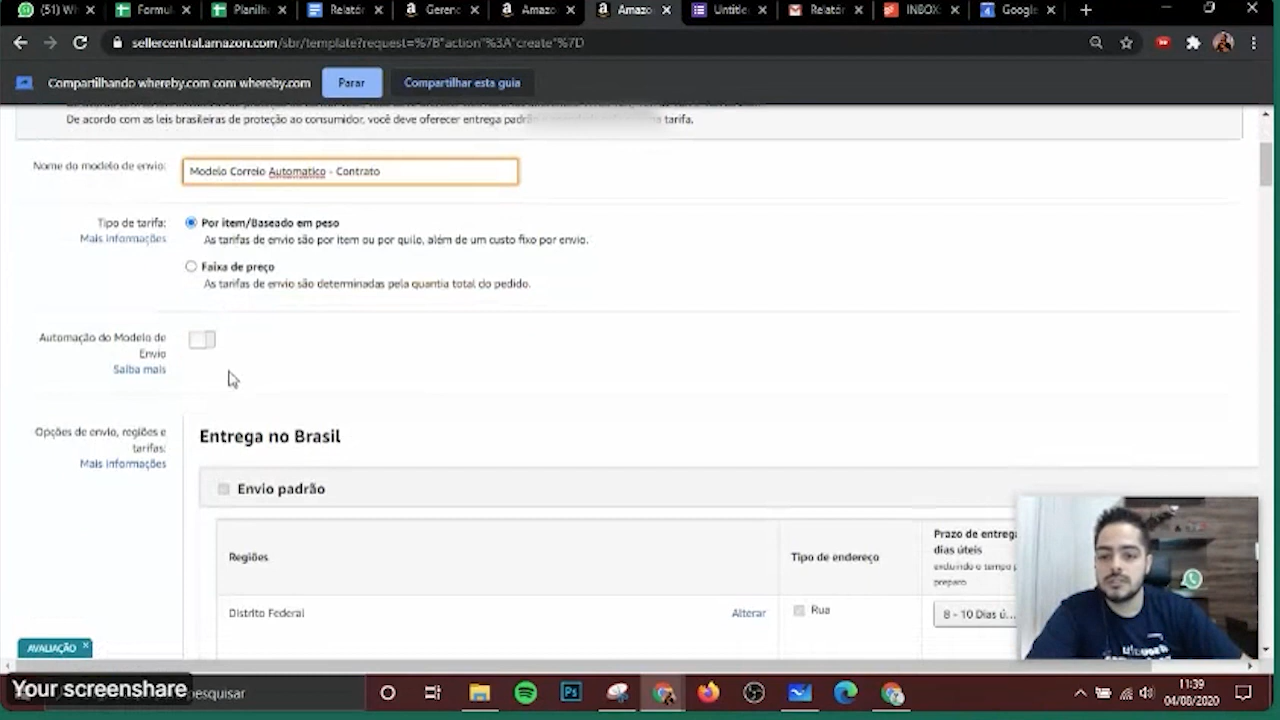 (51) Wh
Formul
Planilh
Relatór
Gerenc
Amazo
Amazo
Untitle
Relatór
INBOX
Google
sellercentral.amazon.com/sbr/template?request=%7B"action"%3A"create"%7D
Compartilhando whereby.com com whereby.com
Parar
Compartilhar esta guia
De acordo com as leis brasileiras de proteção ao consumidor, você deve oferecer entrega tarifa.
Nome do modelo de envio:
Modelo Correio Automatico - Contrato
Tipo de tarifa:
Mais informações
Por item/Baseado em peso
As tarifas de envio são por item ou por quilo, além de um custo fixo por envio.
Faixa de preço
As tarifas de envio são determinadas pela quantia total do pedido.
Automação do Modelo de
Envio
Saiba mais
Opções de envio, regiões e
tarifas:
Mais informações
Entrega no Brasil
Envio padrão
Regiões
Tipo de endereço
Prazo de entrega
dias úteis
excluindo o tempo
preparo
Distrito Federal
Alterar
Rua
8 - 10 Dias ú...
AVALIAÇÃO
Your screenshare
pesquisar
11:39
04/08/2020